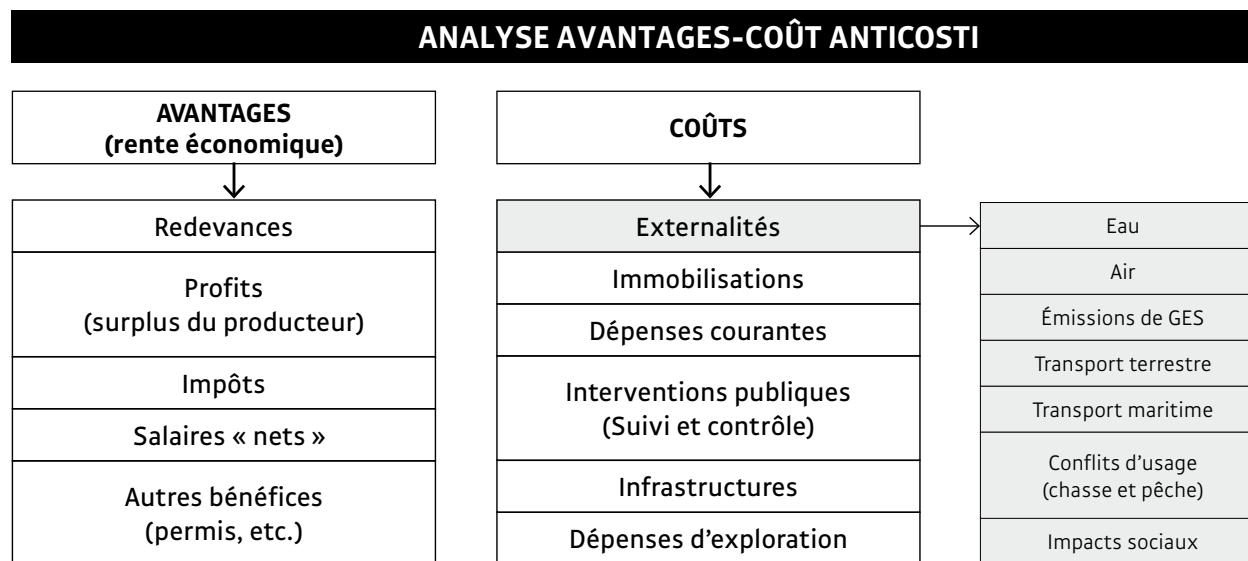 ANALYSE AVANTAGES-COÛT ANTICOSTI
AVANTAGES
(rente économique)
Redevances
Profits
(surplus du producteur)
Impôts
Salaires « nets »
Autres bénéfices
(permis, etc.)
COÛTS
Externalités
Immobilisations
Dépenses courantes
Interventions publiques
(Suivi et contrôle)
Infrastructures
Dépenses d'exploration
Eau
Air
Émissions de GES
Transport terrestre
Transport maritime
Conflits d'usage
(chasse et pêche)
Impacts sociaux